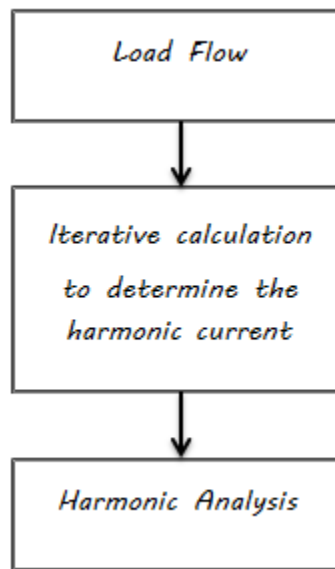 Load Flow
Iterative calculation
to determine the
harmonic current
Harmonic Analysis